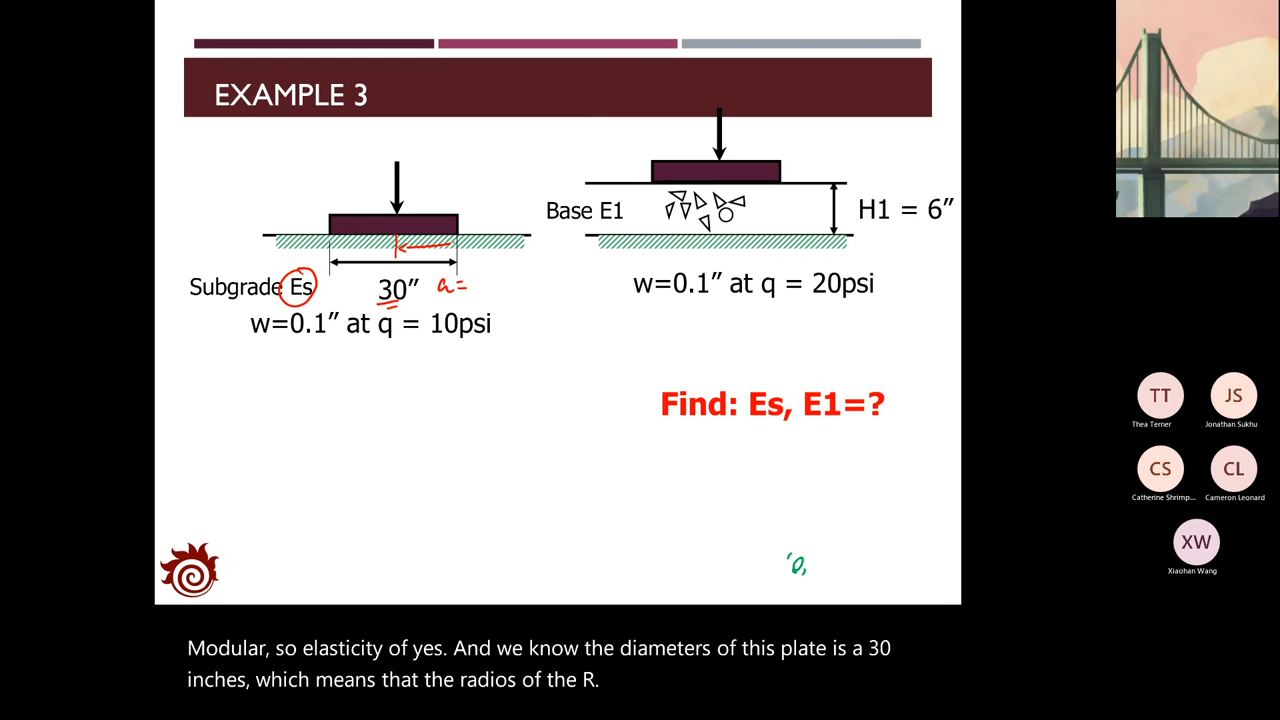 EXAMPLE 3
Base E1
H1 = 6”
Subgrade Es
30”
a=
w=0.1” at q = 10psi
w=0.1” at q = 20psi
Find: Es, E1=?
Modular, so elasticity of yes. And we know the diameters of this plate is a 30
inches, which means that the radios of the R.
TT
Thea Terner
JS
Jonathan Sukhu
CS
Catherine Shrimp...
CL
Cameron Leonard
XW
Xiaohan Wang